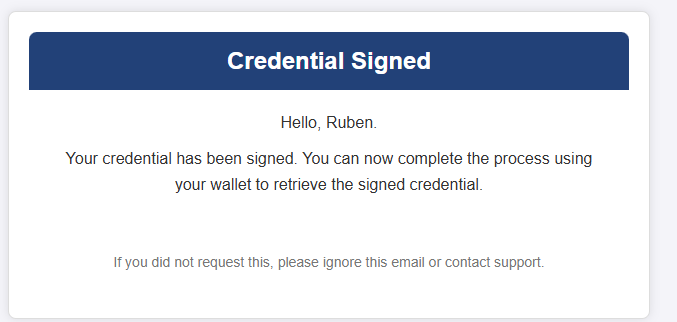 Credential Signed
Hello, Ruben.
Your credential has been signed. You can now complete the process using
your wallet to retrieve the signed credential.
If you did not request this, please ignore this email or contact support.